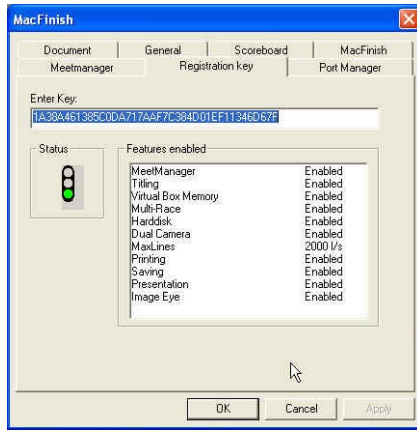 MacFinish
Document General Scoreboard MacFinish
Meetmanager Registration key Port Manager
Enter Key:
1A38A461385C0DA717AAF7C384D01EF11346D67F
Status
Features enabled
MeetManager Enabled
Titling Enabled
Virtual Box Memory Enabled
Multi-Race Enabled
Harddisk Enabled
Dual Camera Enabled
MaxLines 2000 l/s
Printing Enabled
Saving Enabled
Presentation Enabled
Image Eye Enabled
OK Cancel Apply